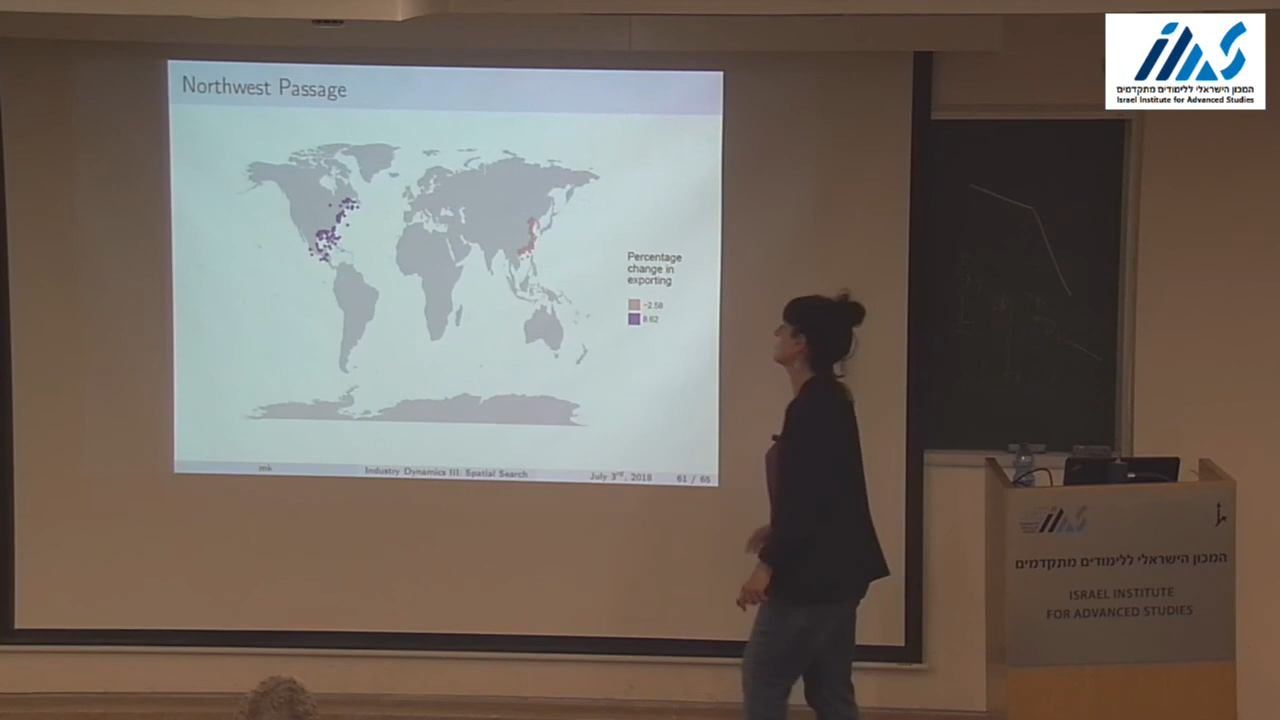 Northwest Passage
Percentage
change in
exporting
-2.58
8.62
mk
Industry Dynamics III: Spatial Search
July 3rd, 2018
61 / 65
המכון הישראלי ללימודים מתקדמים
Israel Institute for Advanced Studies
המכון הישראלי ללימודים מתקדמים
ISRAEL INSTITUTE
FOR ADVANCED STUDIES